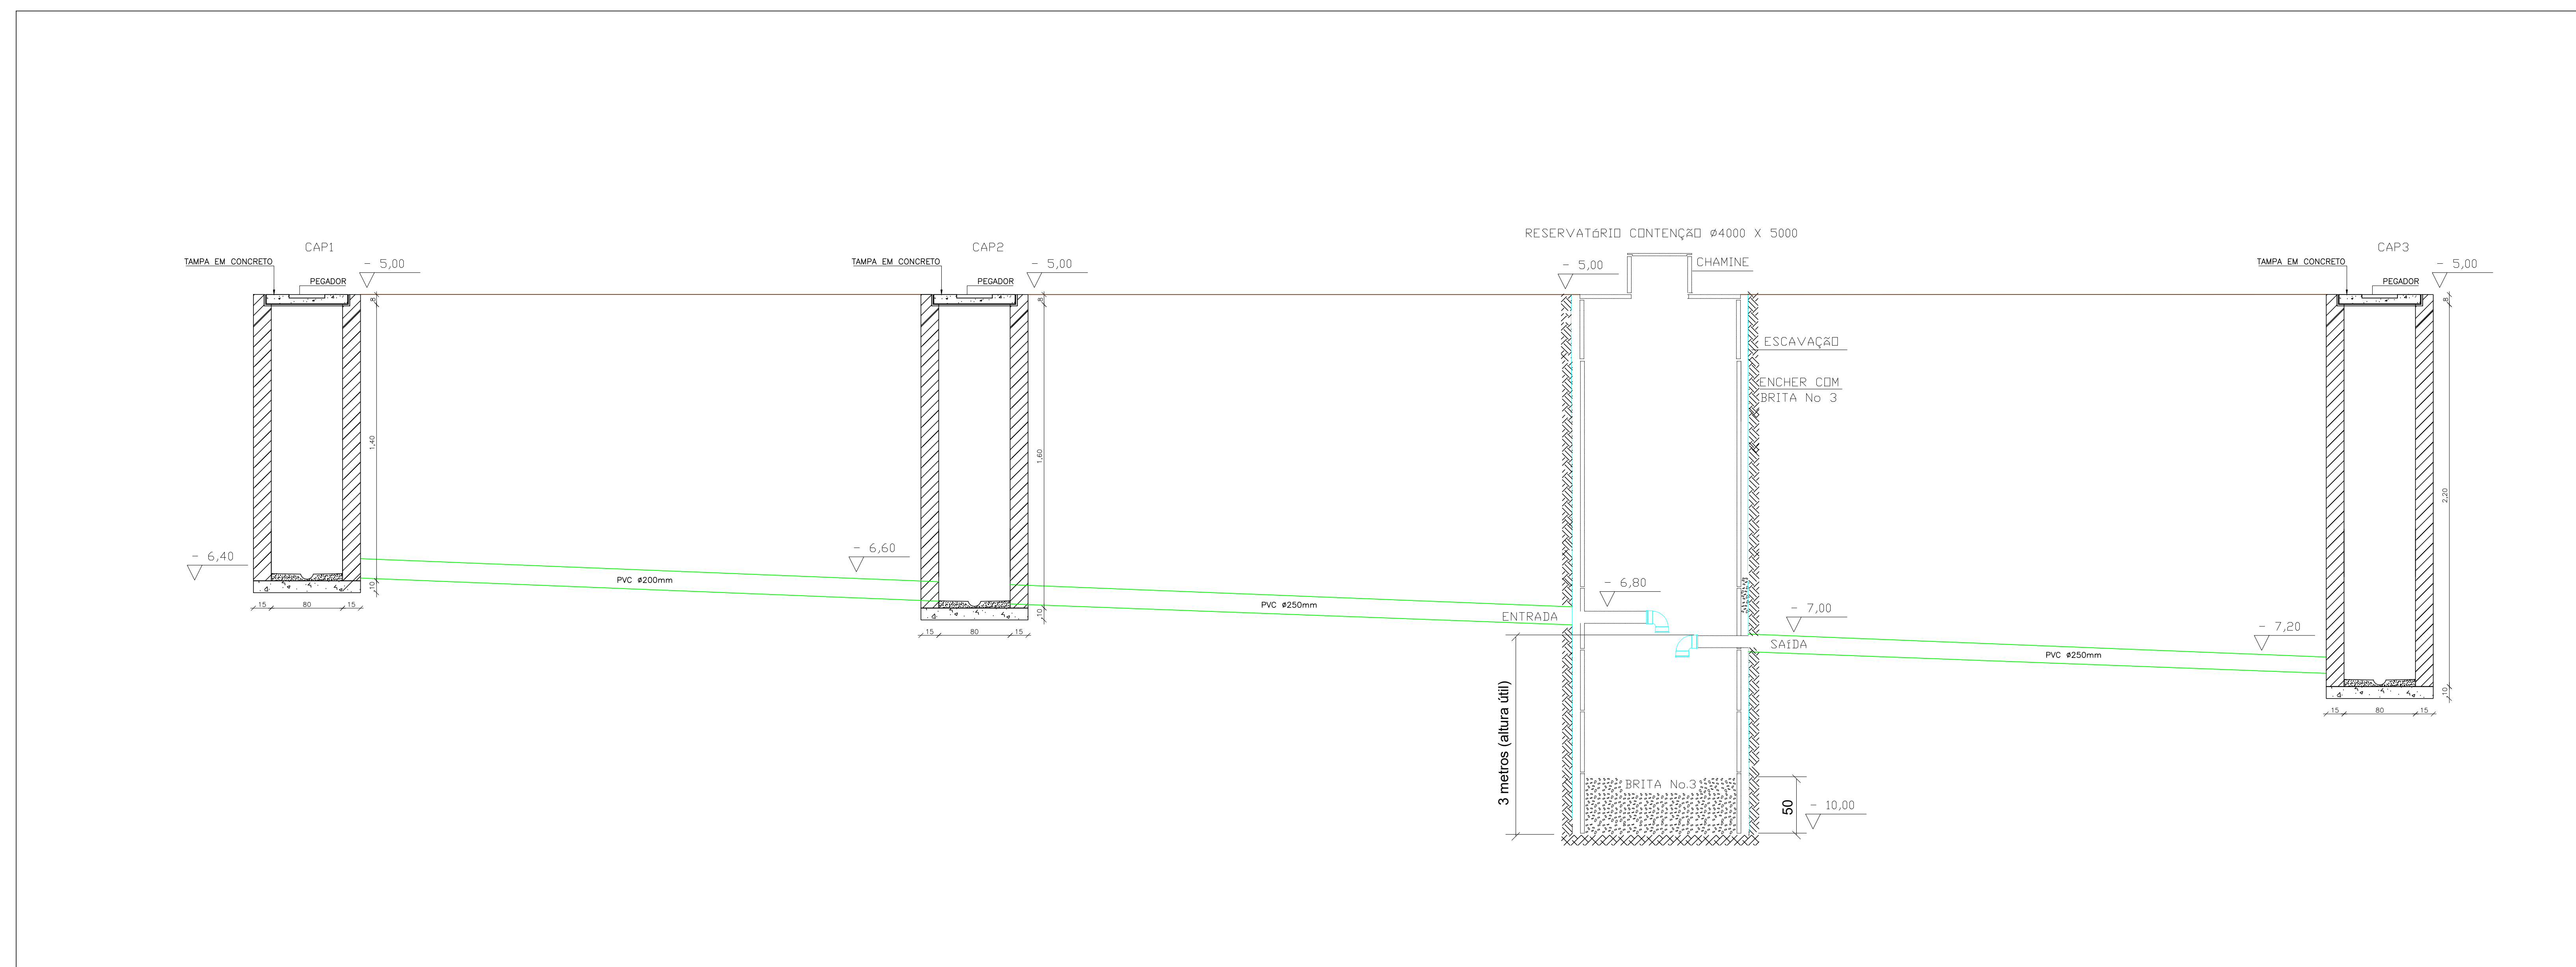 CAP1
TAMPA EM CONCRETO
- 5,00
PEGADOR
8
1,40
- 6,40
10
15 80 15
PVC ø200mm
CAP2
TAMPA EM CONCRETO
- 5,00
PEGADOR
8
1,60
- 6,60
10
15 80 15
PVC ø250mm
RESERVATÓRIO CONTENÇÃO Ø4000 X 5000
- 5,00
CHAMINE
ESCAVAÇÃO
ENCHER COM
BRITA No 3
- 6,80
ENTRADA
- 7,00
SAÍDA
3 metros (altura útil)
BRITA No.3
50
- 10,00
PVC ø250mm
CAP3
TAMPA EM CONCRETO
- 5,00
PEGADOR
8
2,20
- 7,20
10
15 80 15